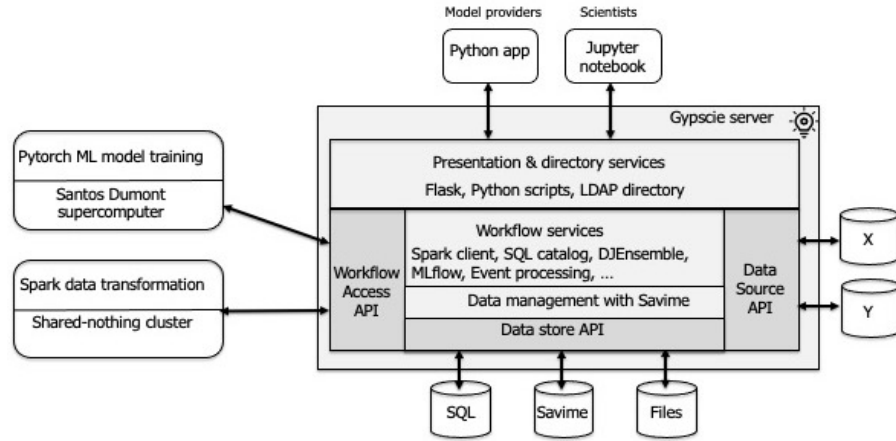 Model providers
Scientists
Python app
Jupyter
notebook
Gypscie server
Pytorch ML model training
Santos Dumont
supercomputer
Spark data transformation
Shared-nothing cluster
Presentation & directory services
Flask, Python scripts, LDAP directory
Workflow
Access
API
Workflow services
Spark client, SQL catalog, DJEnsemble,
MLflow, Event processing, ...
Data management with Savime
Data store API
Data
Source
API
X
Y
SQL
Savime
Files